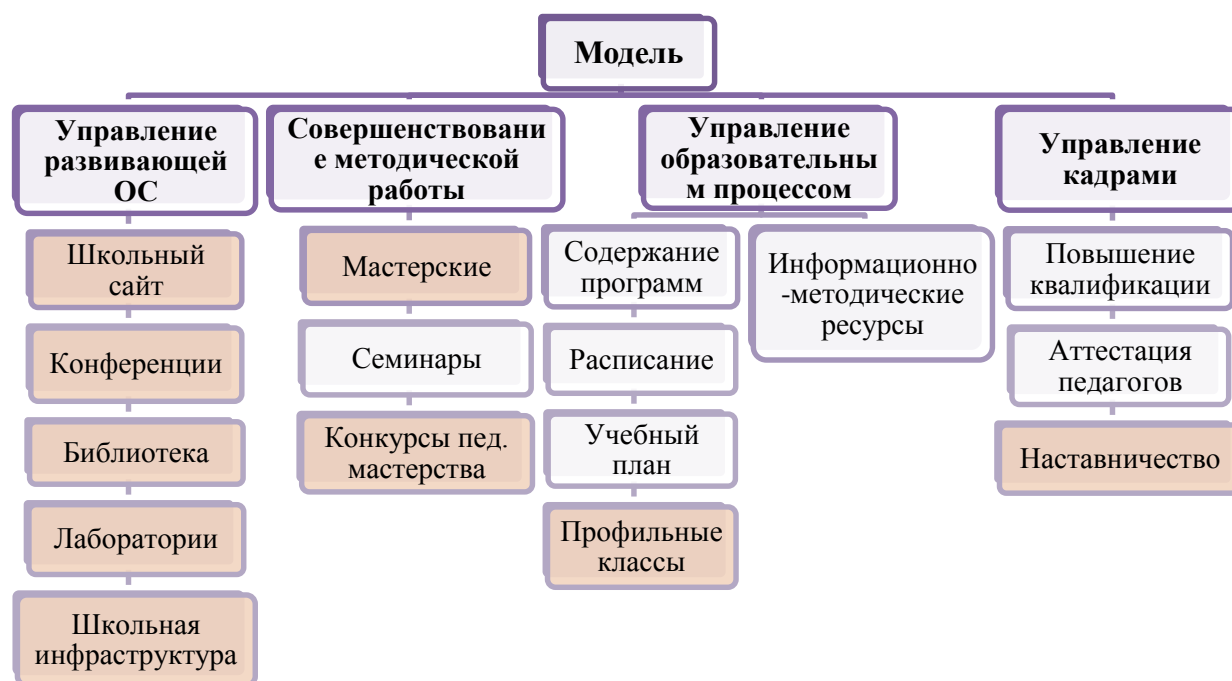 Модель
Управление
развивающей
ОС
Школьный
сайт
Конференции
Библиотека
Лаборатории
Школьная
инфраструктура
Совершенствовани
е методической
работы
Мастерские
Семинары
Конкурсы пед.
мастерства
Управление
образовательны
м процессом
Содержание
программ
Расписание
Учебный
план
Профильные
классы
Информационно
-методические
ресурсы
Управление
кадрами
Повышение
квалификации
Аттестация
педагогов
Наставничество